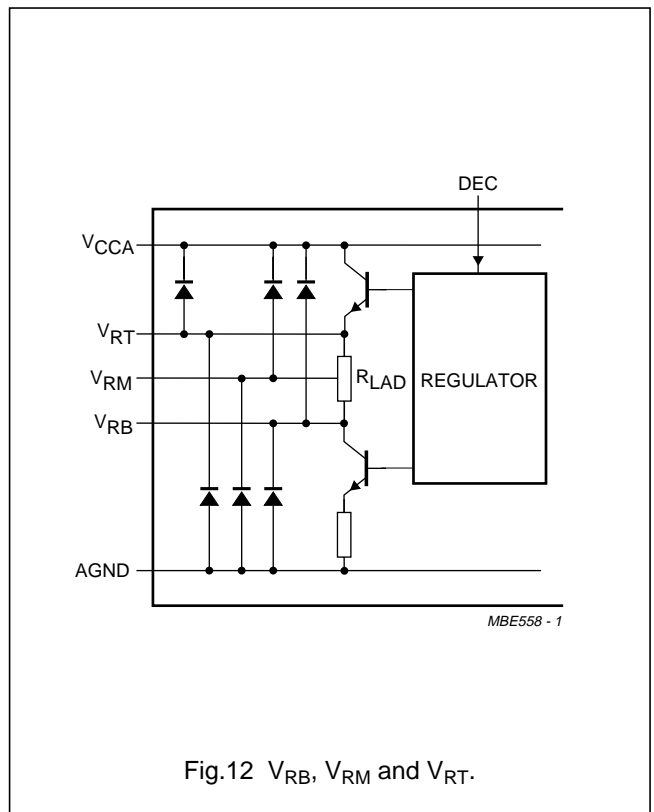 DEC
VCCA
VRT
VRM
RLAD
REGULATOR
VRB
AGND
MBE558 - 1
Fig.12 VRB, VRM and VRT.